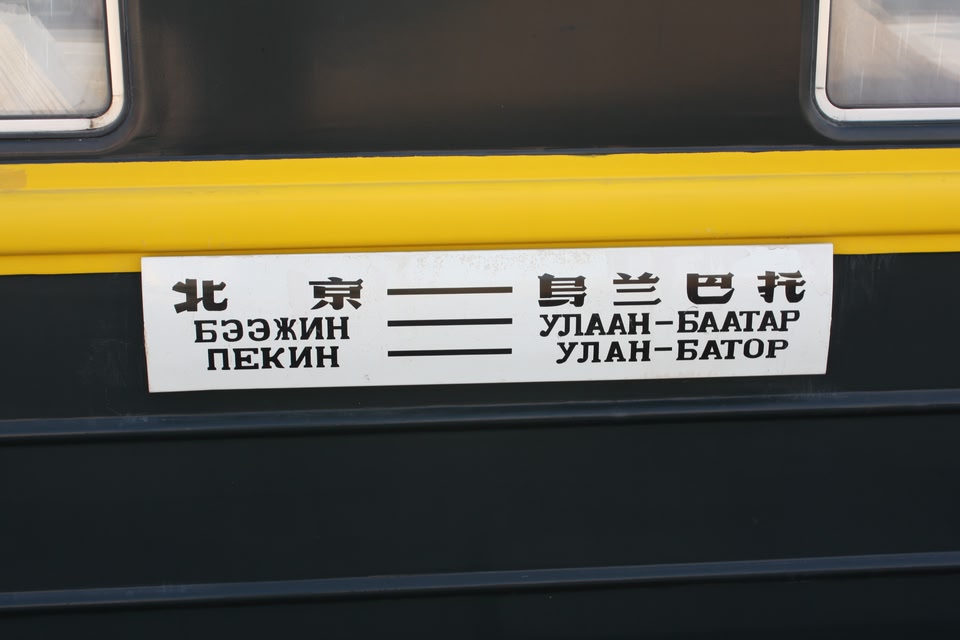 北京 — 乌兰巴托
БЭЭЖИН — УЛААН-БААТАР
ПЕКИН — УЛАН-БАТОР